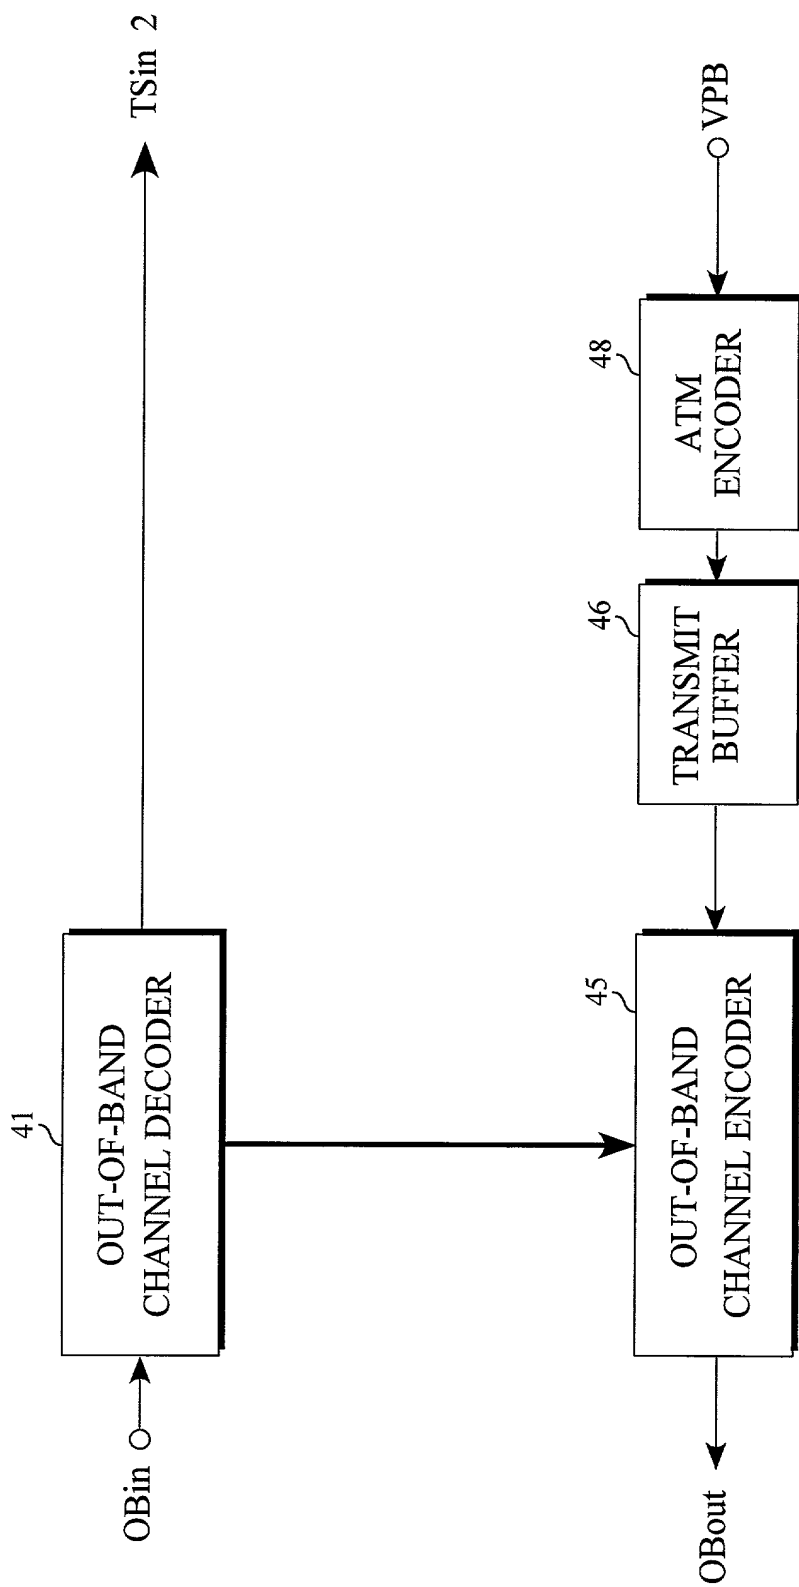 OBin
41
OUT-OF-BAND
CHANNEL DECODER
TSin 2
OBout
45
OUT-OF-BAND
CHANNEL ENCODER
46
TRANSMIT
BUFFER
48
ATM
ENCODER
VPB